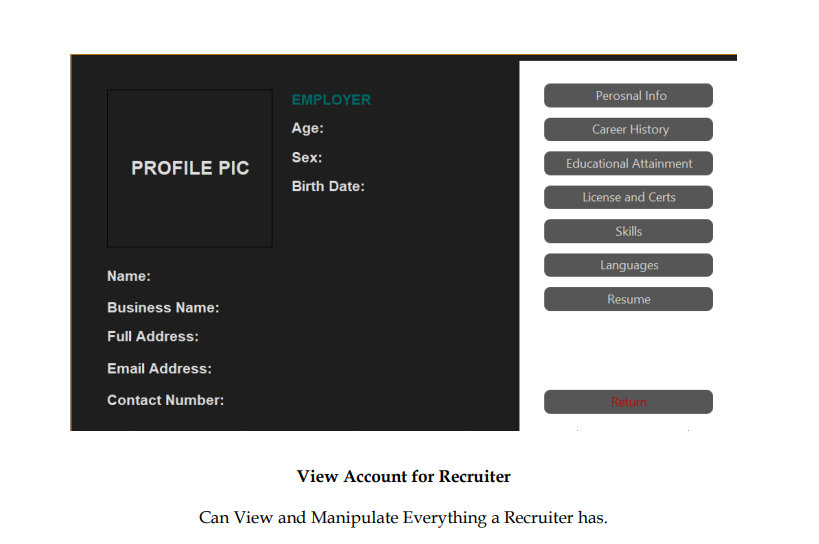 PROFILE PIC
EMPLOYER
Age:
Sex:
Birth Date:
Name:
Business Name:
Full Address:
Email Address:
Contact Number:
Perosnal Info
Career History
Educational Attainment
License and Certs
Skills
Languages
Resume
Return
View Account for Recruiter
Can View and Manipulate Everything a Recruiter has.